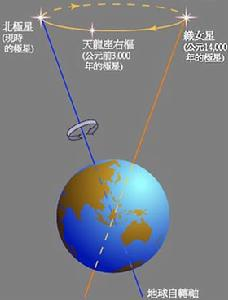 北極星
(現時
的極星)
天龍座右樞
(公元前3,000
年的極星)
織女星
(公元14,000
年的極星)
地球自轉軸